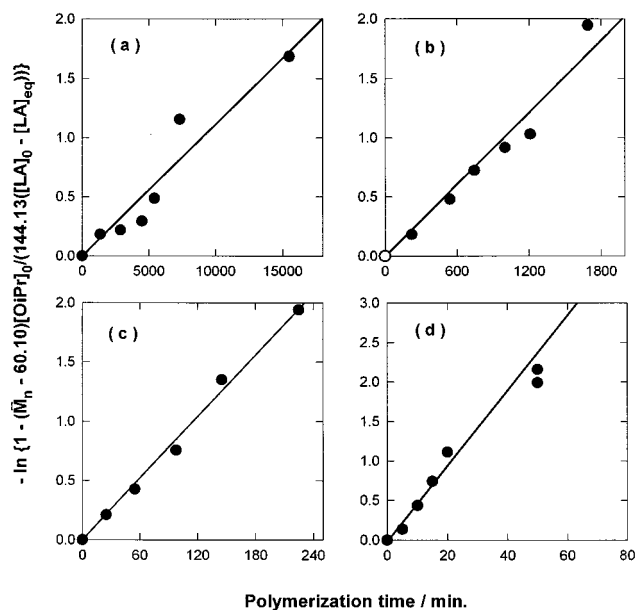 - ln {1 - (M̄n - 60.10)[OiPr]0/(144.13([LA]0 - [LA]eq))}
( a )
2.0
1.5
1.0
0.5
0.0
0 5000 10000 15000
( b )
2.0
1.5
1.0
0.5
0.0
0 600 1200 1800
( c )
2.0
1.5
1.0
0.5
0.0
0 60 120 180 240
( d )
3.0
2.5
2.0
1.5
1.0
0.5
0.0
0 20 40 60 80
Polymerization time / min.